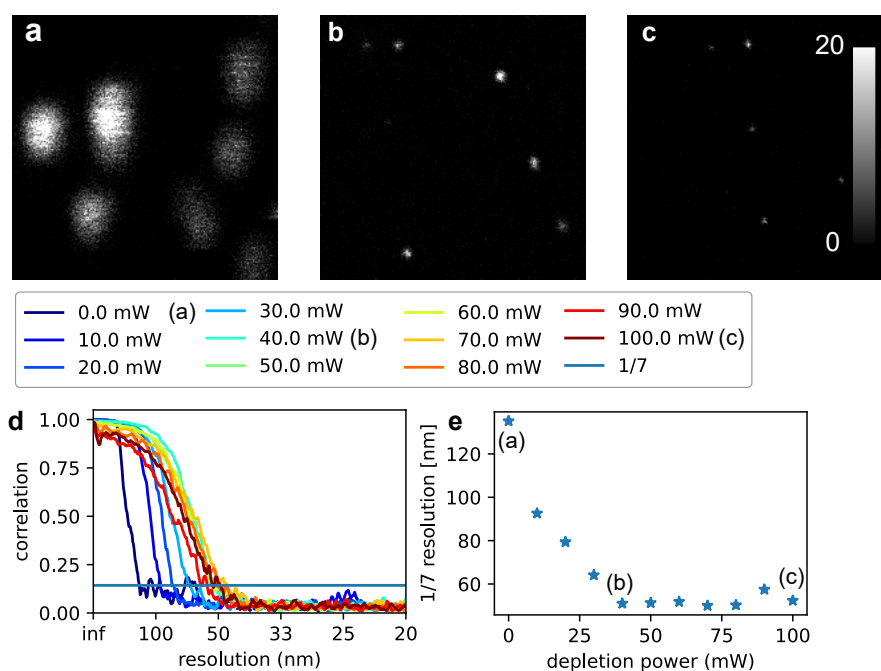 a
b
c
20
0
0.0 mW (a)
30.0 mW
60.0 mW
90.0 mW
10.0 mW
40.0 mW (b)
70.0 mW
100.0 mW (c)
20.0 mW
50.0 mW
80.0 mW
1/7
d
1.00
0.75
0.50
0.25
0.00
correlation
inf
100
50
33
25
20
resolution (nm)
e
120
100
80
60
1/7 resolution [nm]
(a)
(b)
(c)
0
25
50
75
100
depletion power (mW)